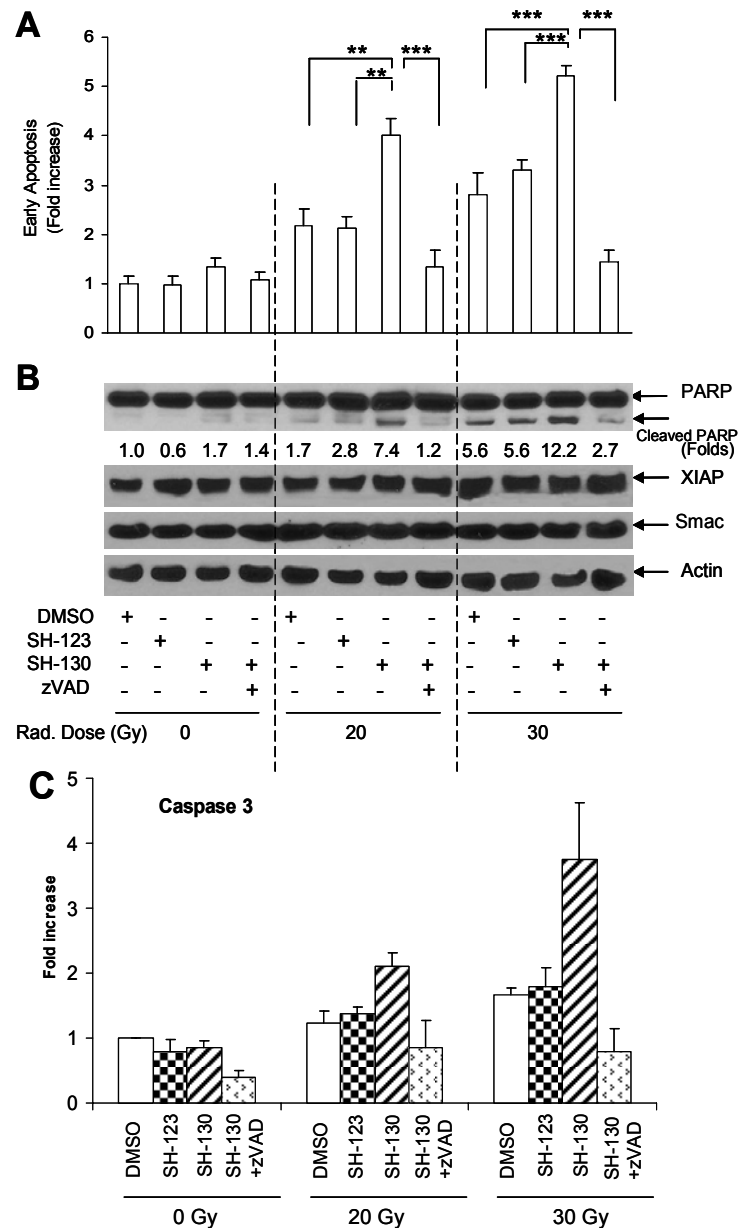 A
*** ***
6
***
** ***
**
5
4
3
2
1
0
Early Apoptosis
(Fold increase)
B
PARP
Cleaved PARP
1.0 0.6 1.7 1.4 1.7 2.8 7.4 1.2 5.6 5.6 12.2 2.7 (Folds)
XIAP
Smac
Actin
DMSO + - - - + - - - + - - -
SH-123 - + - - - + - - - + - -
SH-130 - - + + - - + + - - + +
zVAD - - - + - - - + - - - +
Rad. Dose (Gy) 0 20 30
C
Caspase 3
5
4
3
2
1
0
Fold increase
DMSO SH-123 SH-130 SH-130 +zVAD DMSO SH-123 SH-130 SH-130 +zVAD DMSO SH-123 SH-130 SH-130 +zVAD
0 Gy 20 Gy 30 Gy